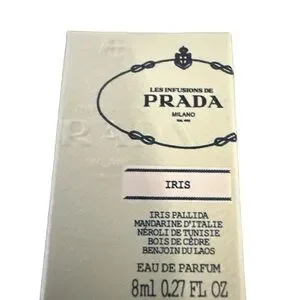 LES INFUSIONS DE
PRADA
MILANO
IRIS
IRIS PALLIDA
MANDARINE D'ITALIE
NÉROLI DE TUNISIE
BOIS DE CÈDRE
BENJOIN DU LAOS
EAU DE PARFUM
8ml 0.27 FL OZ